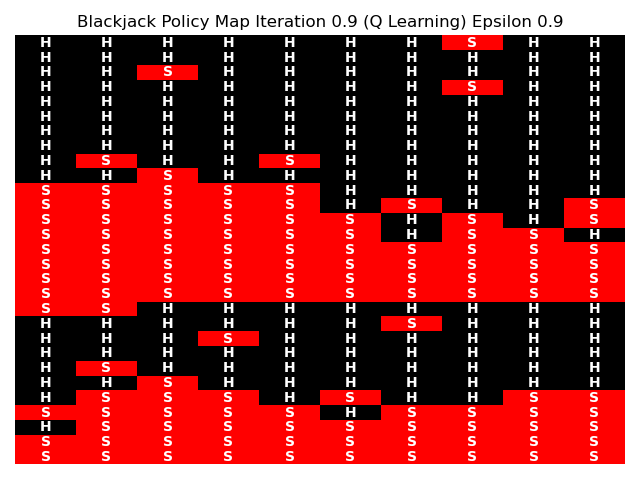 Blackjack Policy Map Iteration 0.9 (Q Learning) Epsilon 0.9
H H H H H H H S H H
H H H H H H H H H H
H H S H H H H H H H
H H H H H H H S H H
H H H H H H H H H H
H H H H H H H H H H
H H H H H H H H H H
H H H H H H H H H H
H S H H S H H H H H
H H S H H H H H H H
S S S S S H H H H H
S S S S S H S H H S
S S S S S S H S H S
S S S S S S H S S H
S S S S S S S S S S
S S S S S S S S S S
S S S S S S S S S S
S S S S S S S S S S
S S H H H H H H H H
H H H H H H S H H H
H H H S H H H H H H
H H H H H H H H H H
H S H H H H H H H H
H H S H H H H H H H
H S S S H S H H S S
S S S S S H S S S S
H S S S S S S S S S
S S S S S S S S S S
S S S S S S S S S S